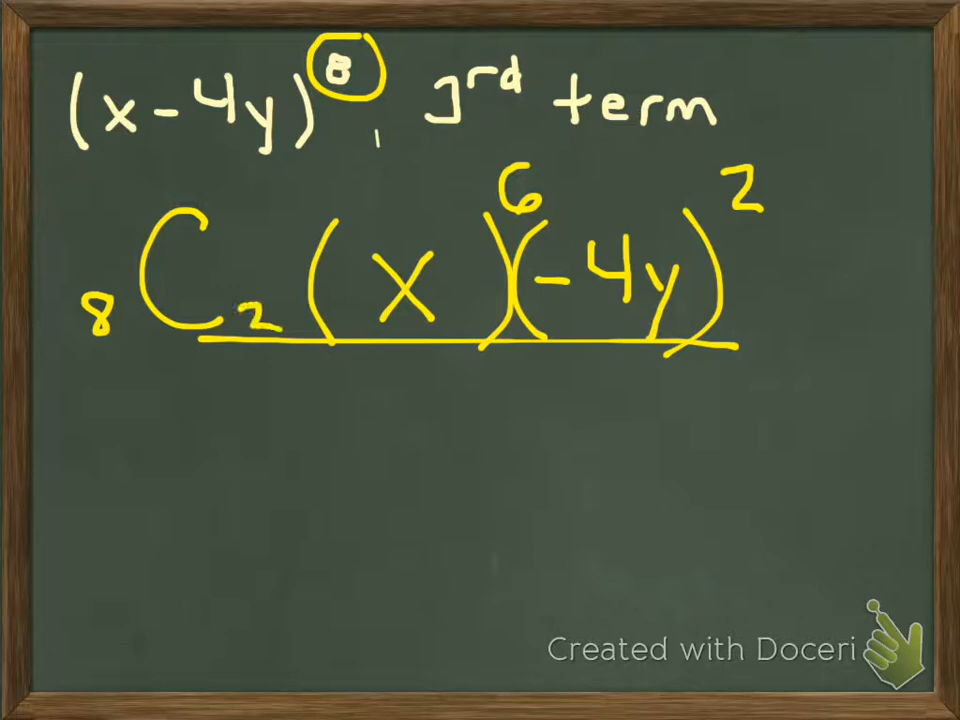 (x - 4y)⁸, 3rd term
₈C₂(x)⁶(-4y)²
Created with Doceri